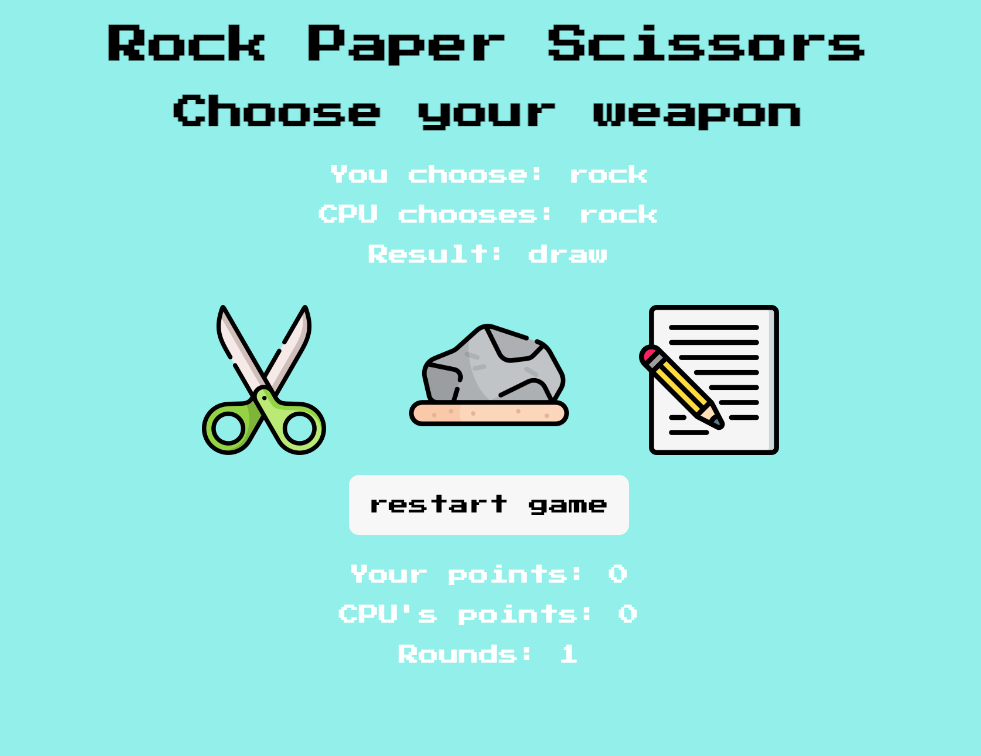 Rock Paper Scissors
Choose your weapon
You choose: rock
CPU chooses: rock
Result: draw
restart game
Your points: 0
CPU's points: 0
Rounds: 1